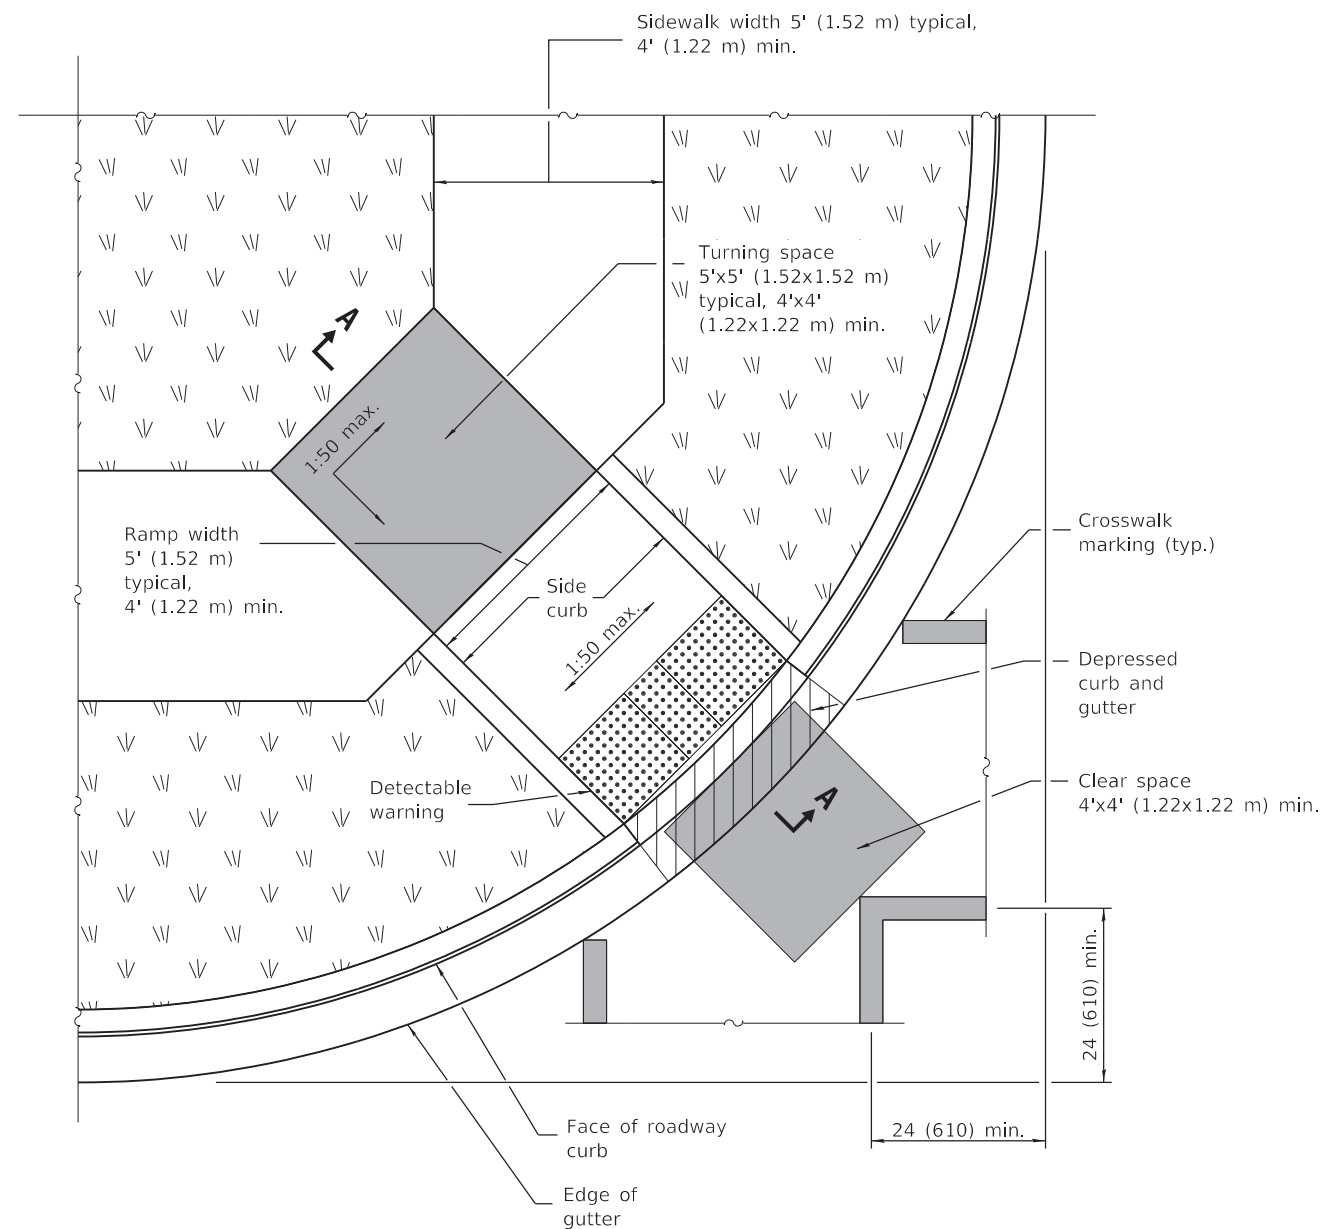 Sidewalk width 5' (1.52 m) typical,
4' (1.22 m) min.
Turning space
5'x5' (1.52x1.52 m)
typical, 4'x4'
(1.22x1.22 m) min.
A
1:50 max.
Ramp width
5' (1.52 m)
typical,
4' (1.22 m) min.
Side
curb
1:50 max.
Crosswalk
marking (typ.)
Depressed
curb and
gutter
Detectable
warning
Clear space
4'x4' (1.22x1.22 m) min.
A
24 (610) min.
24 (610) min.
Face of roadway
curb
Edge of
gutter